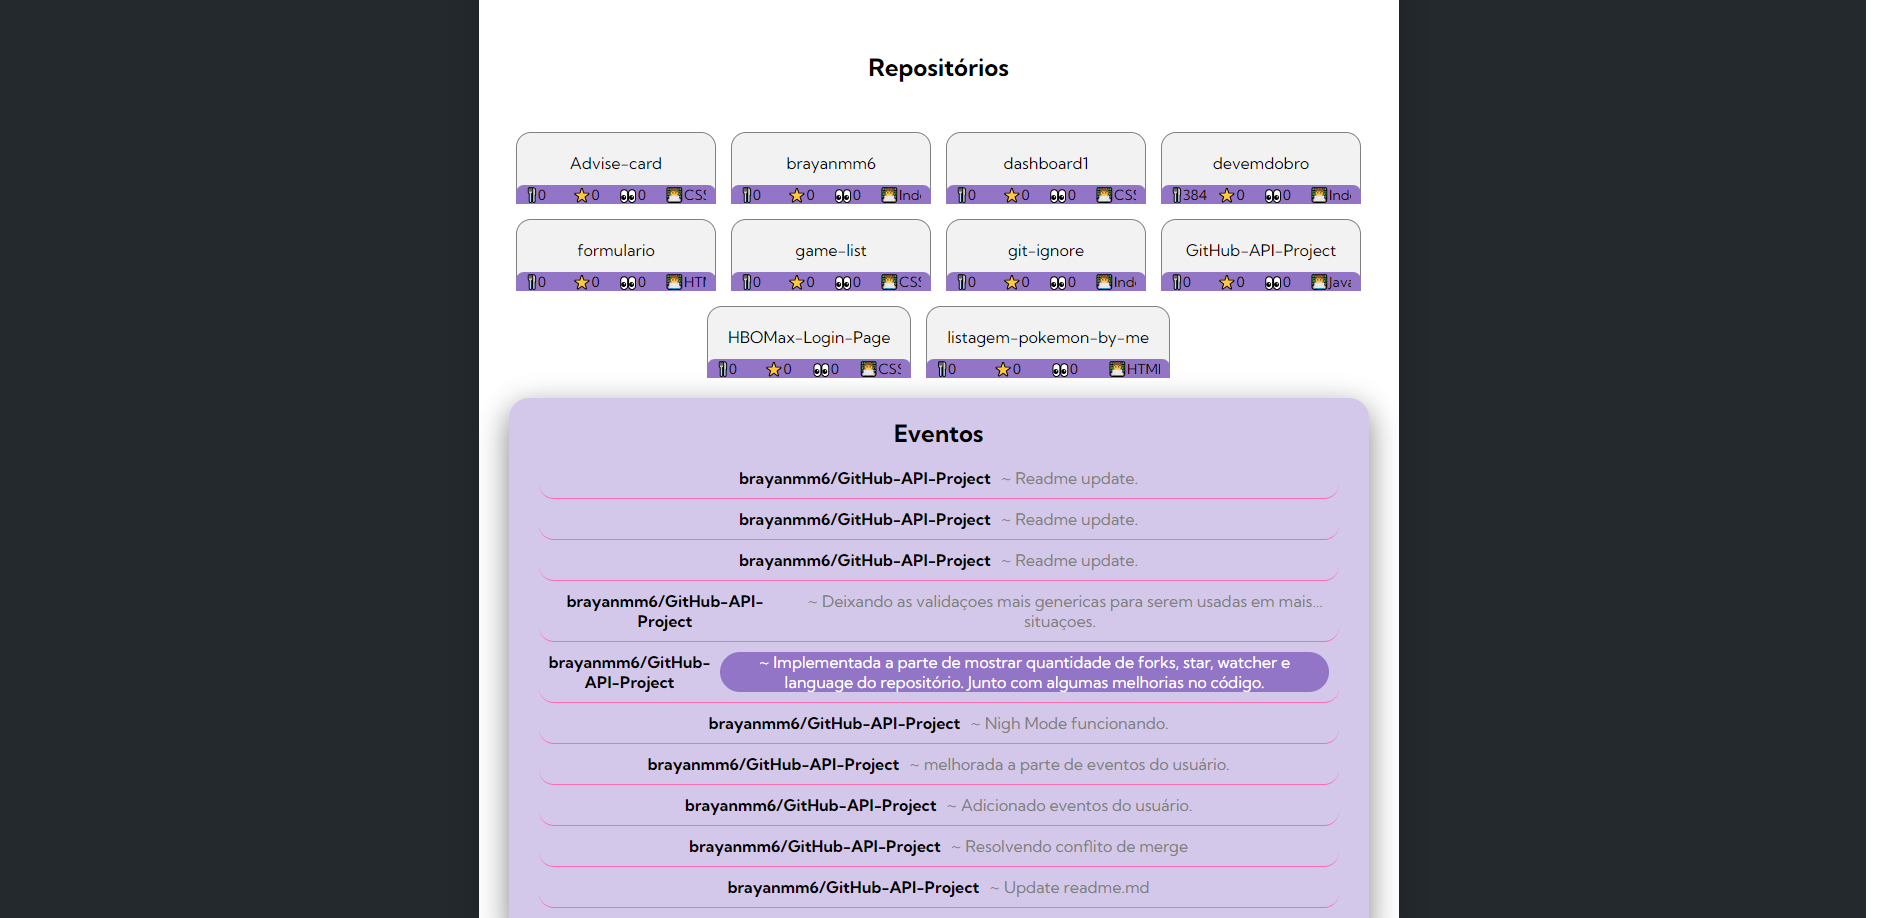 Repositórios
Advise-card brayanmm6 dashboard1 devemdobro
0 0 0 CSS 0 0 0 Ind 0 0 0 CSS 384 0 0 Ind
formulario game-list git-ignore GitHub-API-Project
0 0 0 HTM 0 0 0 CSS 0 0 0 Ind 0 0 0 Java
HBOMax-Login-Page listagem-pokemon-by-me
0 0 0 CSS 0 0 0 HTML
Eventos
brayanmm6/GitHub-API-Project ~ Readme update.
brayanmm6/GitHub-API-Project ~ Readme update.
brayanmm6/GitHub-API-Project ~ Readme update.
brayanmm6/GitHub-API- ~ Deixando as validaçoes mais genericas para serem usadas em mais...
Project situaçoes.
brayanmm6/GitHub- ~ Implementada a parte de mostrar quantidade de forks, star, watcher e
API-Project language do repositório. Junto com algumas melhorias no código.
brayanmm6/GitHub-API-Project ~ Nigh Mode funcionando.
brayanmm6/GitHub-API-Project ~ melhorada a parte de eventos do usuário.
brayanmm6/GitHub-API-Project ~ Adicionado eventos do usuário.
brayanmm6/GitHub-API-Project ~ Resolvendo conflito de merge
brayanmm6/GitHub-API-Project ~ Update readme.md